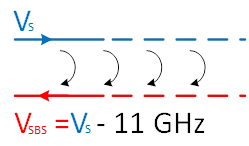 Vs
VSBS =Vs - 11 GHz